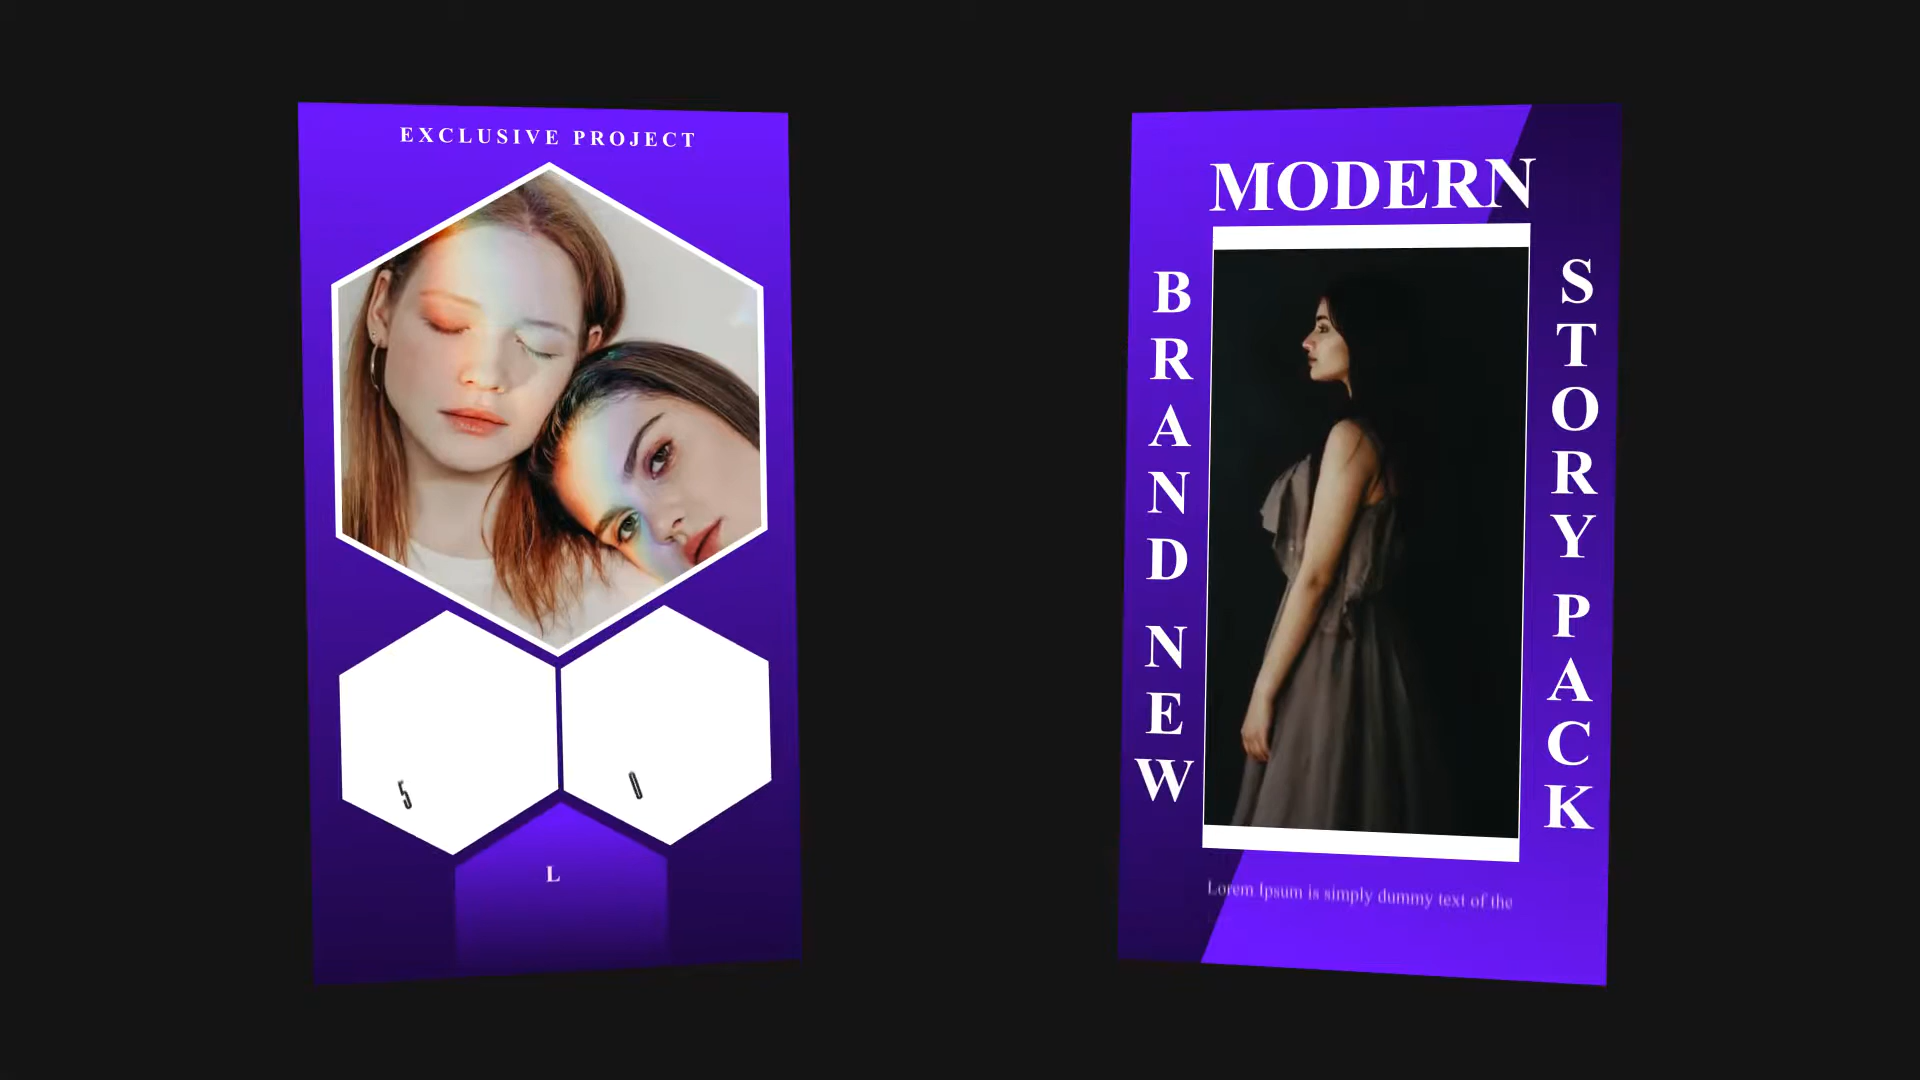 EXCLUSIVE PROJECT
5
0
L
MODERN
BRAND NEW
STORY PACK
Lorem Ipsum is simply dummy text of the